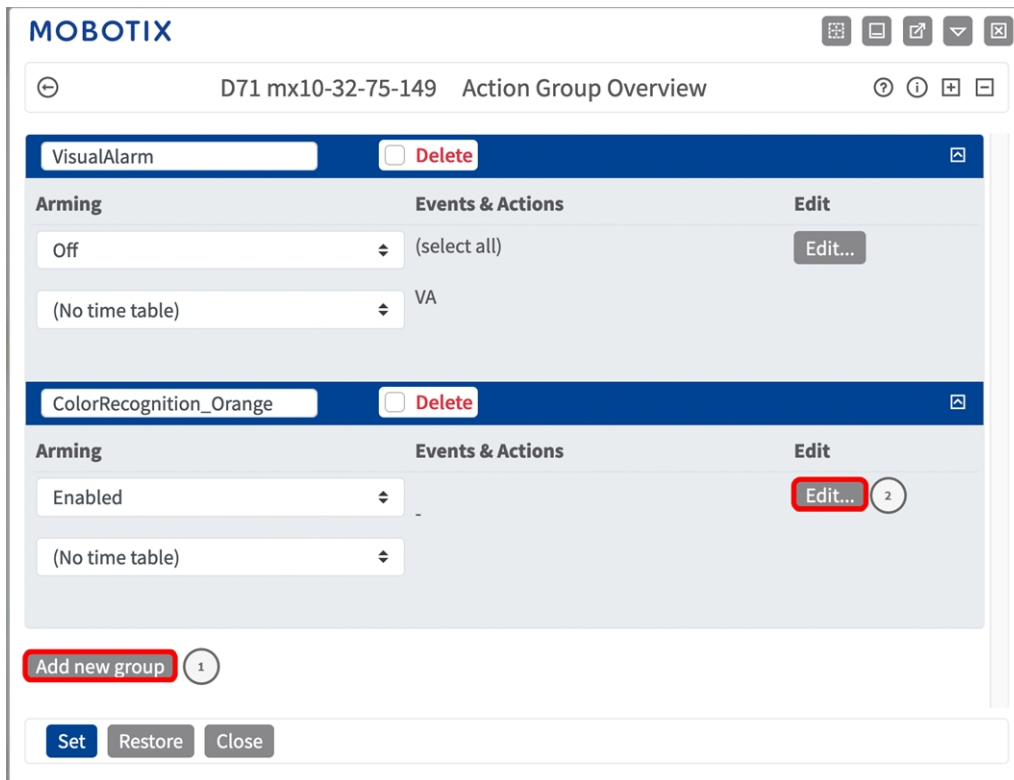 MOBOTIX
D71 mx10-32-75-149 Action Group Overview
VisualAlarm Delete
Arming Events & Actions Edit
Off (select all) Edit...
(No time table) VA
ColorRecognition_Orange Delete
Arming Events & Actions Edit
Enabled - Edit... 2
(No time table)
Add new group 1
Set Restore Close